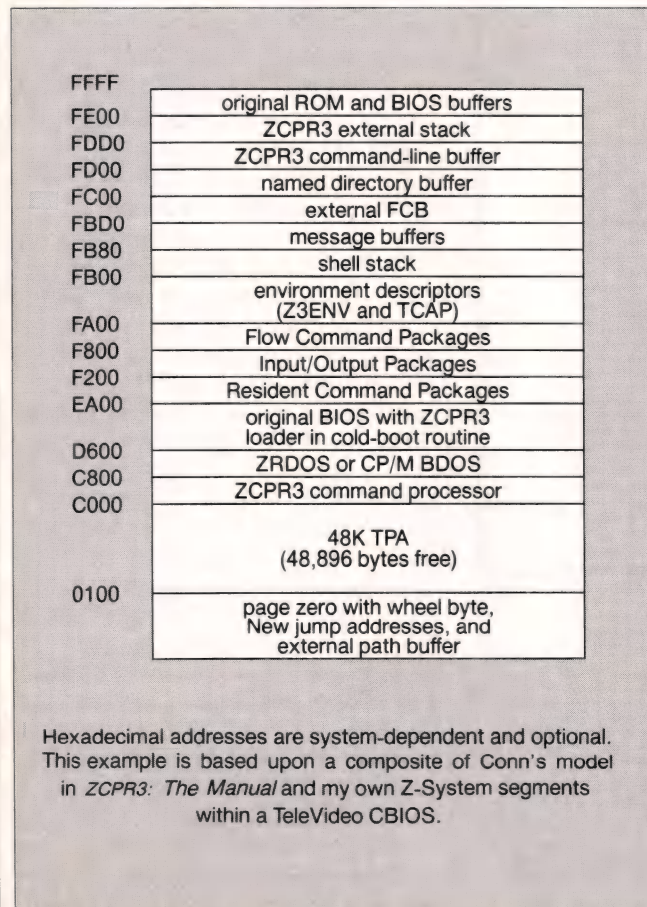 FFFF
original ROM and BIOS buffers
FE00
ZCPR3 external stack
FDD0
ZCPR3 command-line buffer
FD00
named directory buffer
FC00
external FCB
FBD0
message buffers
FB80
shell stack
FB00
environment descriptors
(Z3ENV and TCAP)
FA00
Flow Command Packages
F800
Input/Output Packages
F200
Resident Command Packages
EA00
original BIOS with ZCPR3
loader in cold-boot routine
D600
ZRDOS or CP/M BDOS
C800
ZCPR3 command processor
C000
48K TPA
(48,896 bytes free)
0100
page zero with wheel byte,
New jump addresses, and
external path buffer
Hexadecimal addresses are system-dependent and optional.
This example is based upon a composite of Conn's model
in ZCPR3: The Manual and my own Z-System segments
within a TeleVideo CBIOS.